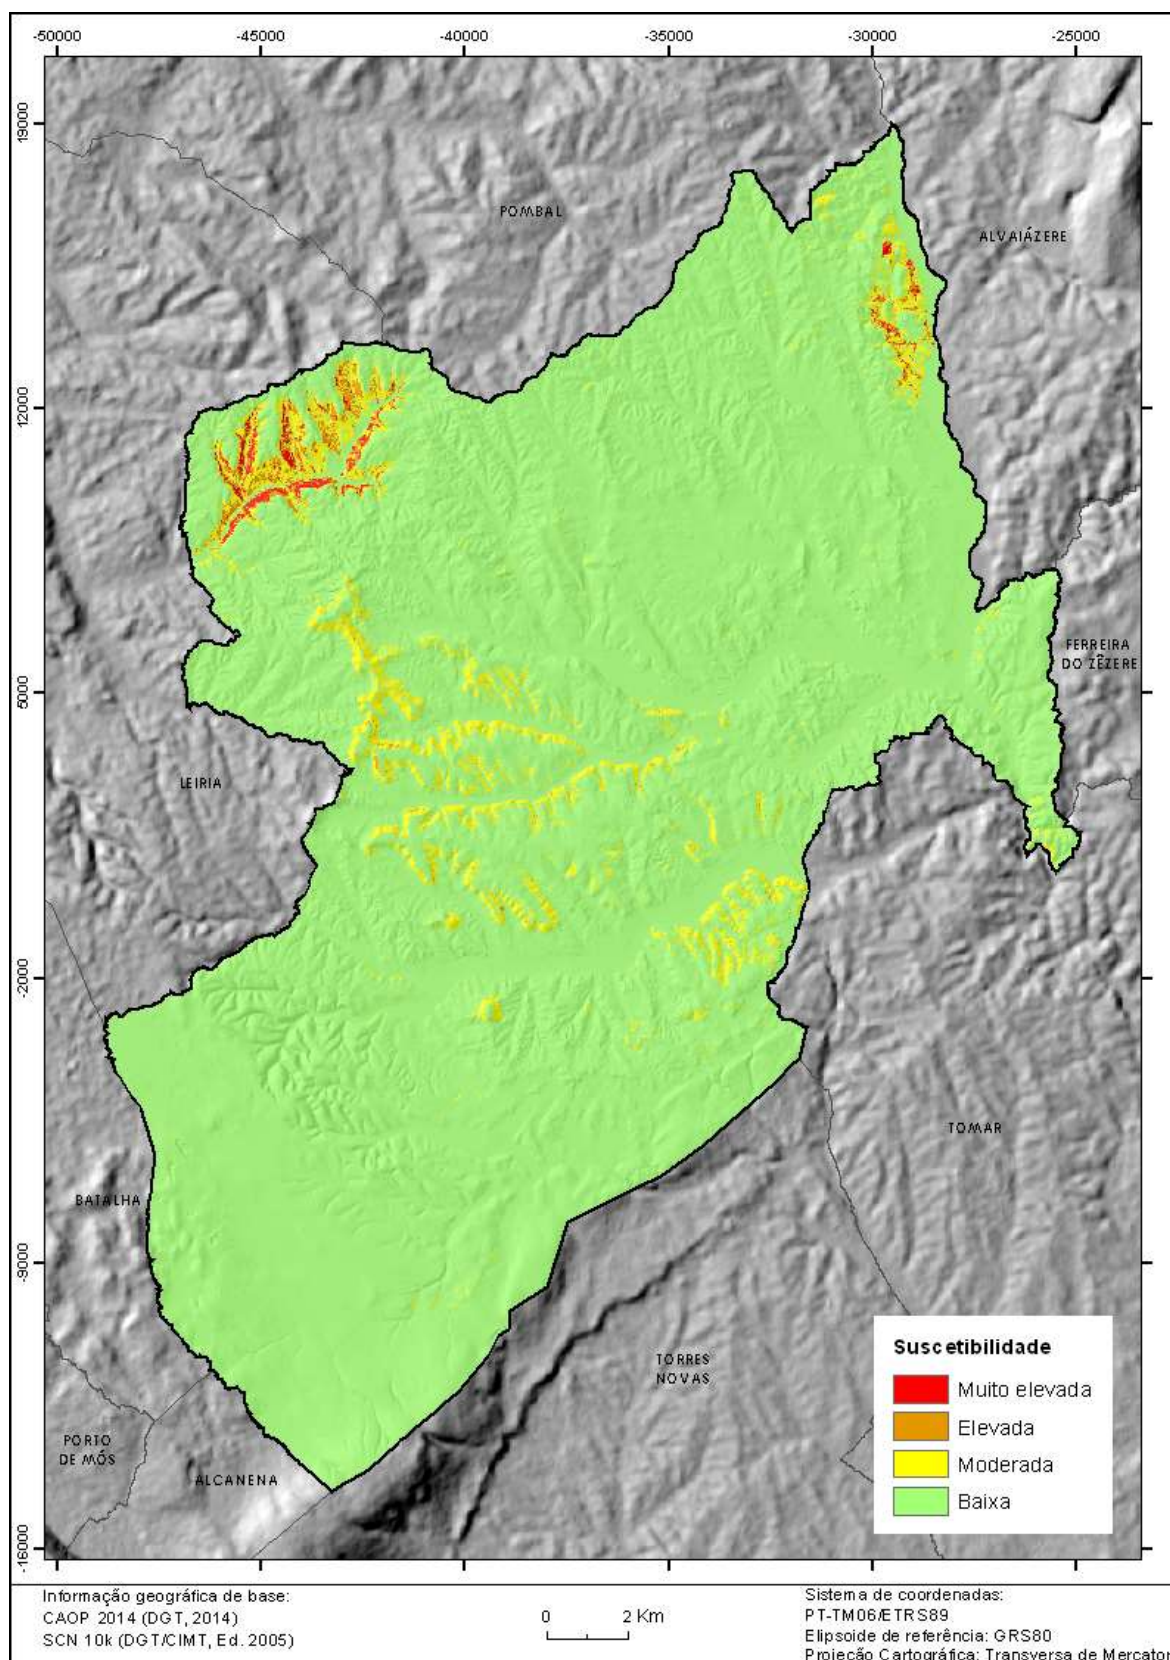 -50000 -45000 -40000 -35000 -30000 -25000
19000
POMBAL
ALVAIÁZERE
12000
FERREIRA
DO ZÊZERE
5000
LEIRIA
-2000
TOMAR
BATALHA
-9000
Suscetibilidade
Muito elevada
Elevada
Moderada
Baixa
TORRES
NOVAS
PORTO
DE MÓS
ALCANENA
-16000
Informação geográfica de base:
CAOP 2014 (DGT, 2014)
SCN 10k (DGT/CIMT, Ed. 2005)
0 2 Km
Sistema de coordenadas:
PT-TM06/ETRS89
Elipsoide de referência: GRS80
Projeção Cartográfica: Transversa de Mercator